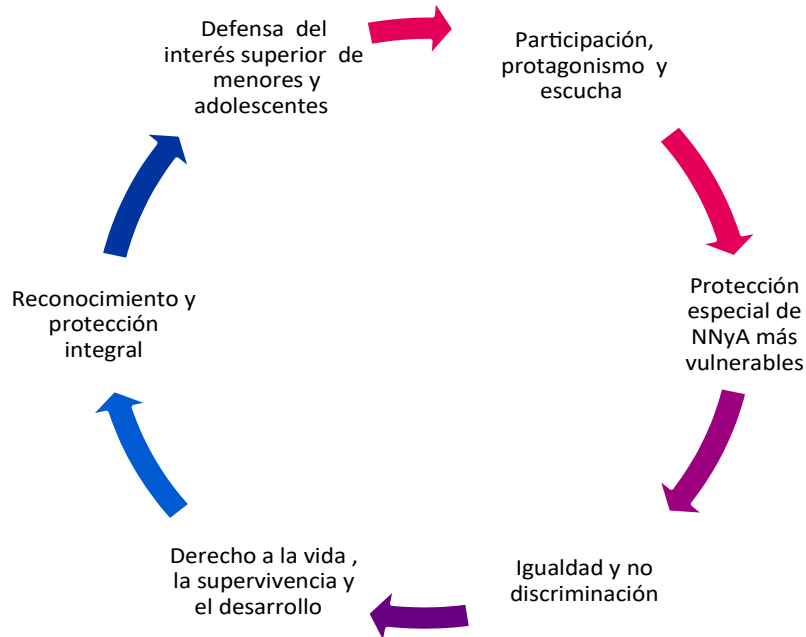 Defensa del
interés superior de
menores y
adolescentes
Participación,
protagonismo y
escucha
Protección
especial de
NNyA más
vulnerables
Igualdad y no
discriminación
Derecho a la vida ,
la supervivencia y
el desarrollo
Reconocimiento y
protección
integral